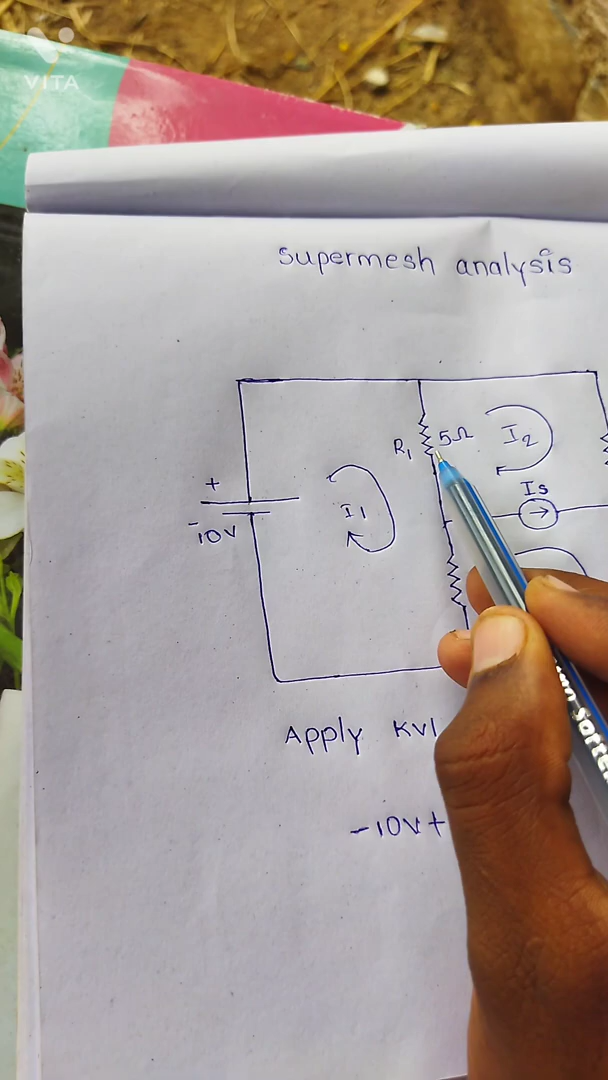 VITA
Supermesh analysis
R1 5Ω I2
Is
+
I1
-10V
Apply KVl
-10V+